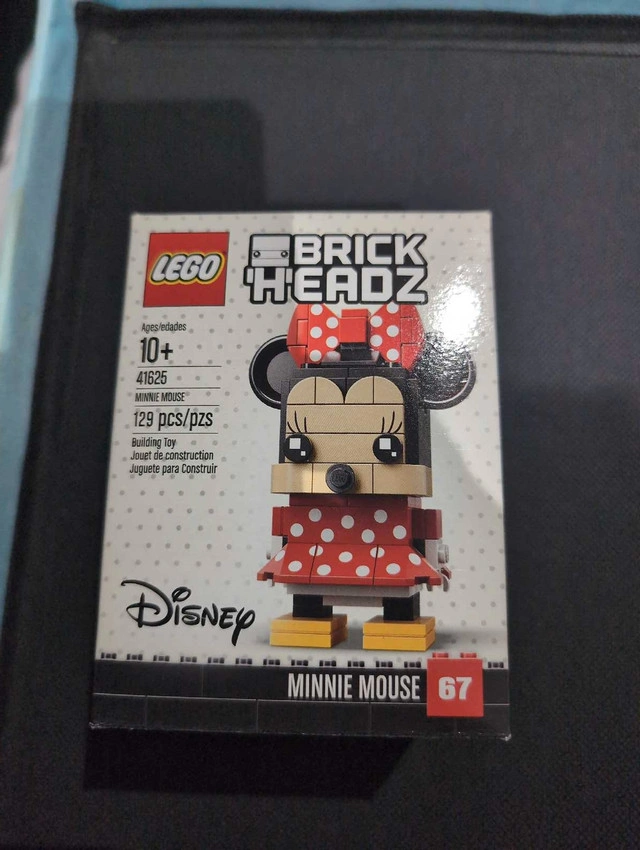 LEGO
BRICK
HEADZ
Ages/edades
10+
41625
MINNIE MOUSE
129 pcs/pzs
Building Toy
Jouet de construction
Juguete para Construir
Disney
MINNIE MOUSE 67